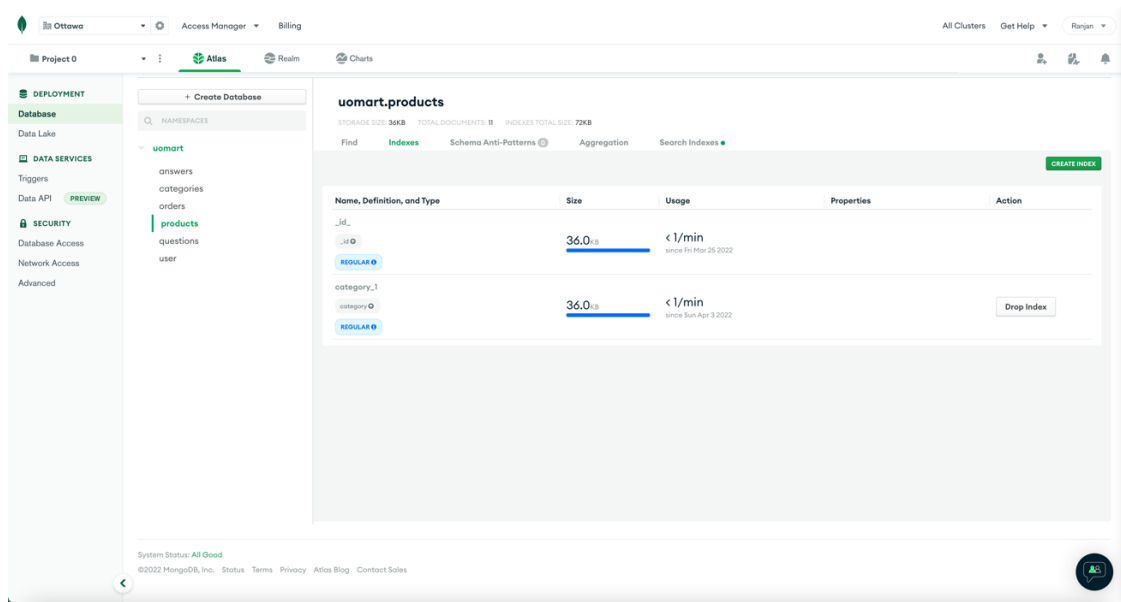 Ottawa Access Manager Billing All Clusters Get Help Ranjan
Project 0 Atlas Realm Charts
DEPLOYMENT
Database
Data Lake
DATA SERVICES
Triggers
Data API PREVIEW
SECURITY
Database Access
Network Access
Advanced
+ Create Database
NAMESPACES
uomart
answers
categories
orders
products
questions
user
uomart.products
STORAGE SIZE: 36KB TOTAL DOCUMENTS: 11 INDEXES TOTAL SIZE: 72KB
Find Indexes Schema Anti-Patterns 0 Aggregation Search Indexes
CREATE INDEX
Name, Definition, and Type Size Usage Properties Action
_id_
_id
REGULAR
36.0KB
< 1/min
since Fri Mar 25 2022
category_1
category
REGULAR
36.0KB
< 1/min
since Sun Apr 3 2022
Drop Index
System Status: All Good
©2022 MongoDB, Inc. Status Terms Privacy Atlas Blog Contact Sales